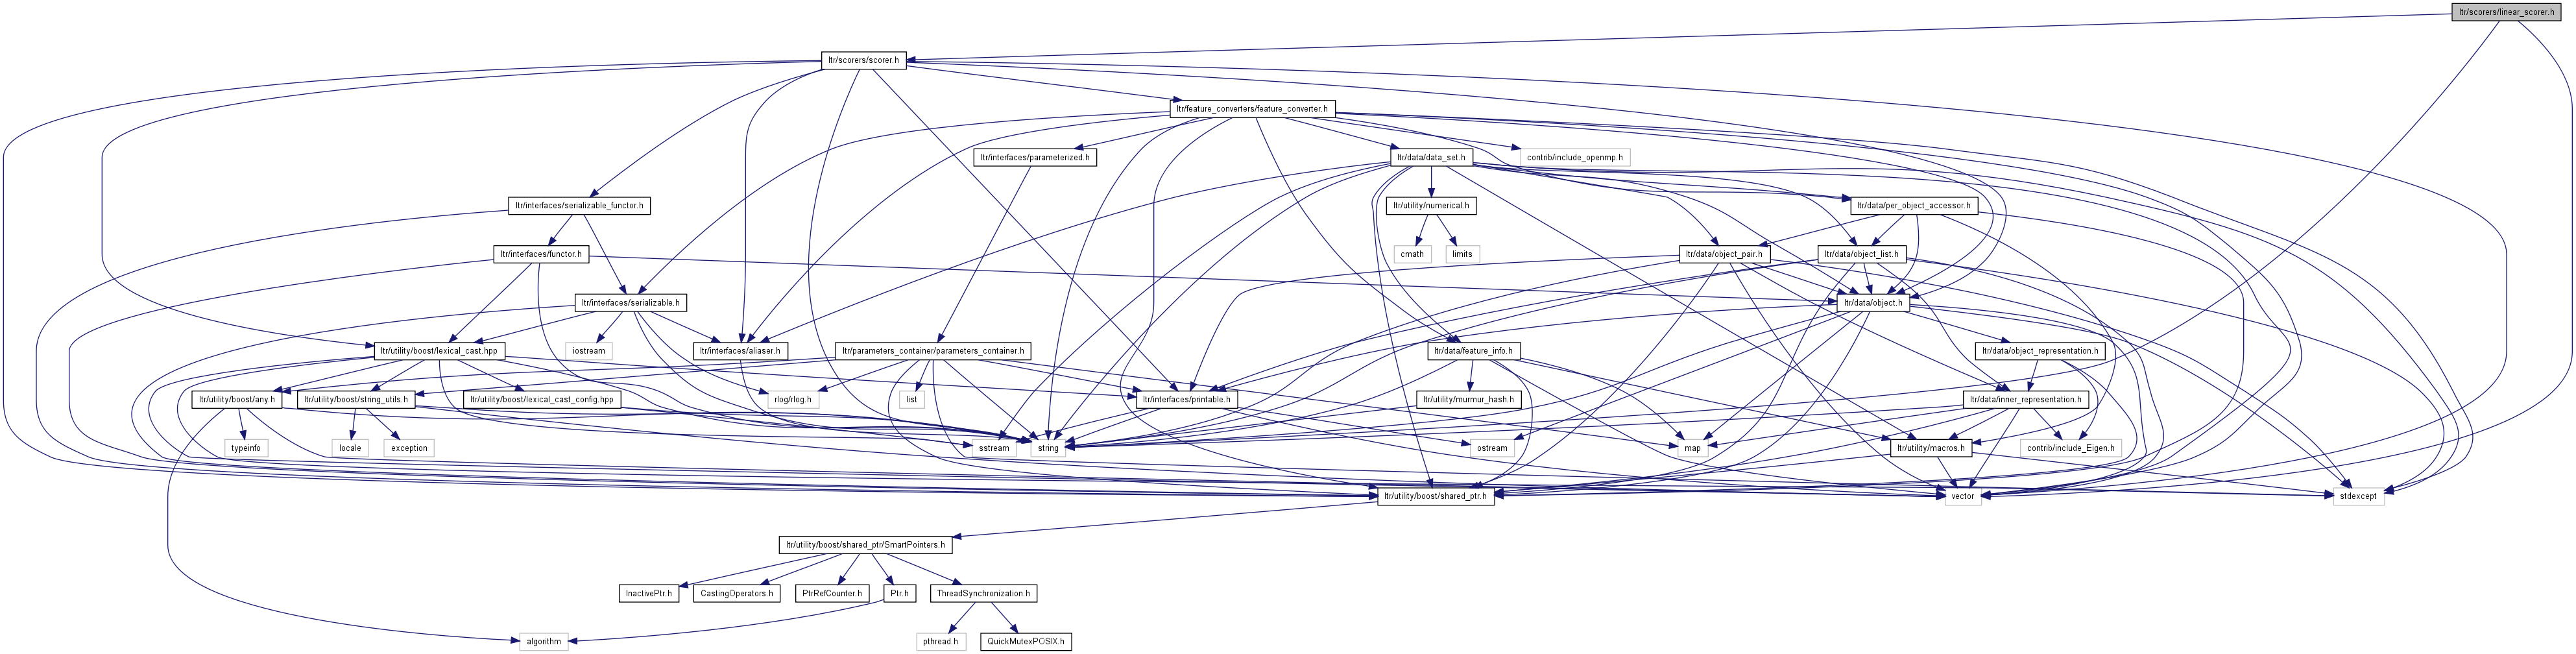 ltr/scorers/linear_scorer.h
ltr/scorers/scorer.h
ltr/feature_converters/feature_converter.h
ltr/interfaces/parameterized.h
ltr/data/data_set.h
contrib/include_openmp.h
ltr/interfaces/serializable_functor.h
ltr/utility/numerical.h
ltr/data/per_object_accessor.h
ltr/interfaces/functor.h
cmath
limits
ltr/data/object_pair.h
ltr/data/object_list.h
ltr/interfaces/serializable.h
ltr/data/object.h
ltr/utility/boost/lexical_cast.hpp
iostream
ltr/interfaces/aliaser.h
ltr/parameters_container/parameters_container.h
ltr/data/feature_info.h
ltr/data/object_representation.h
ltr/utility/boost/any.h
ltr/utility/boost/string_utils.h
ltr/utility/boost/lexical_cast_config.hpp
rlog/rlog.h
list
ltr/interfaces/printable.h
ltr/utility/murmur_hash.h
ltr/data/inner_representation.h
typeinfo
locale
exception
sstream
string
ostream
map
ltr/utility/macros.h
contrib/include_Eigen.h
ltr/utility/boost/shared_ptr.h
vector
stdexcept
ltr/utility/boost/shared_ptr/SmartPointers.h
InactivePtr.h
CastingOperators.h
PtrRefCounter.h
Ptr.h
ThreadSynchronization.h
algorithm
pthread.h
QuickMutexPOSIX.h